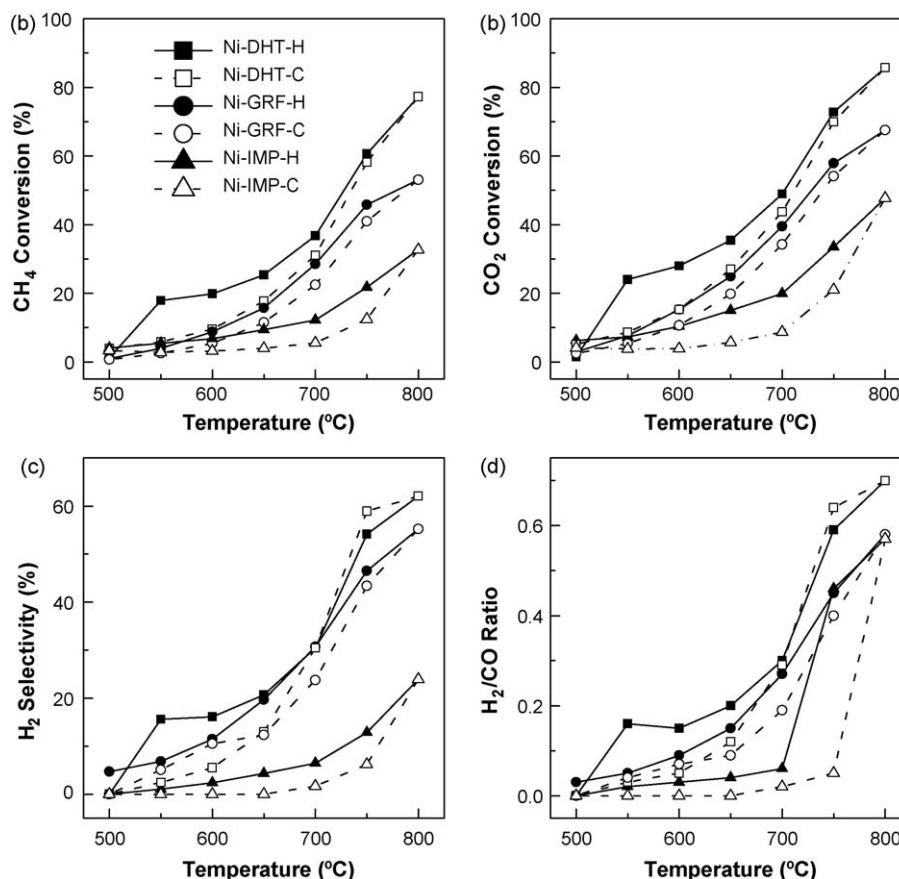 (b)
100
80
60
40
20
0
CH4 Conversion (%)
Ni-DHT-H
Ni-DHT-C
Ni-GRF-H
Ni-GRF-C
Ni-IMP-H
Ni-IMP-C
500 600 700 800
Temperature (ºC)
(b)
100
80
60
40
20
0
CO2 Conversion (%)
500 600 700 800
Temperature (ºC)
(c)
60
40
20
0
H2 Selectivity (%)
500 600 700 800
Temperature (ºC)
(d)
0.6
0.4
0.2
0.0
H2/CO Ratio
500 600 700 800
Temperature (ºC)